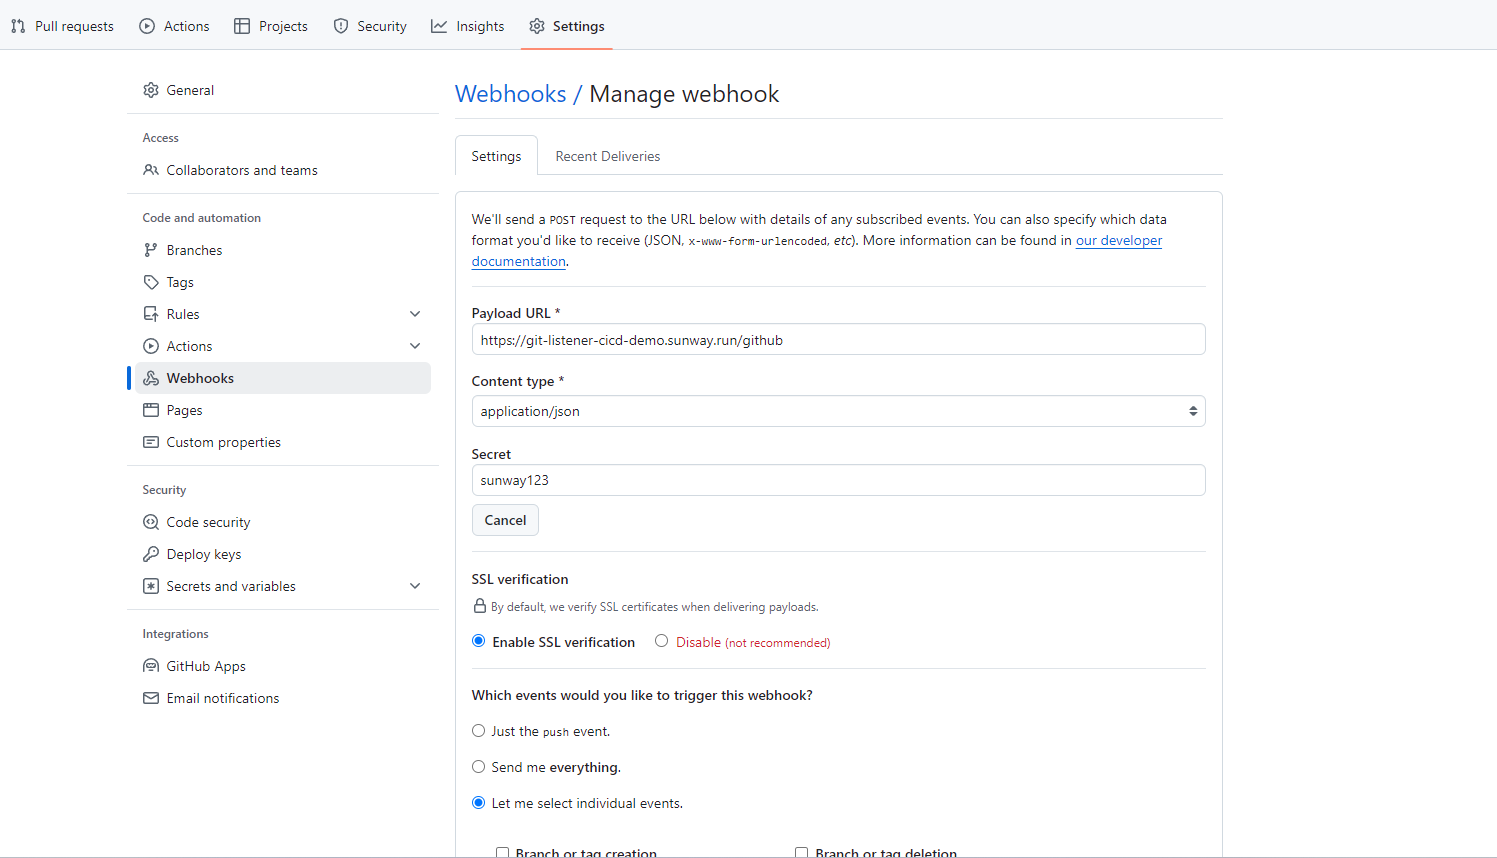 Pull requests
Actions
Projects
Security
Insights
Settings
General
Access
Collaborators and teams
Code and automation
Branches
Tags
Rules
Actions
Webhooks
Pages
Custom properties
Security
Code security
Deploy keys
Secrets and variables
Integrations
GitHub Apps
Email notifications
Webhooks / Manage webhook
Settings
Recent Deliveries
We'll send a POST request to the URL below with details of any subscribed events. You can also specify which data
format you'd like to receive (JSON, x-www-form-urlencoded, etc). More information can be found in our developer
documentation.
Payload URL *
https://git-listener-cicd-demo.sunway.run/github
Content type *
application/json
Secret
sunway123
Cancel
SSL verification
By default, we verify SSL certificates when delivering payloads.
Enable SSL verification
Disable (not recommended)
Which events would you like to trigger this webhook?
Just the push event.
Send me everything.
Let me select individual events.
Branch or tag creation
Branch or tag deletion